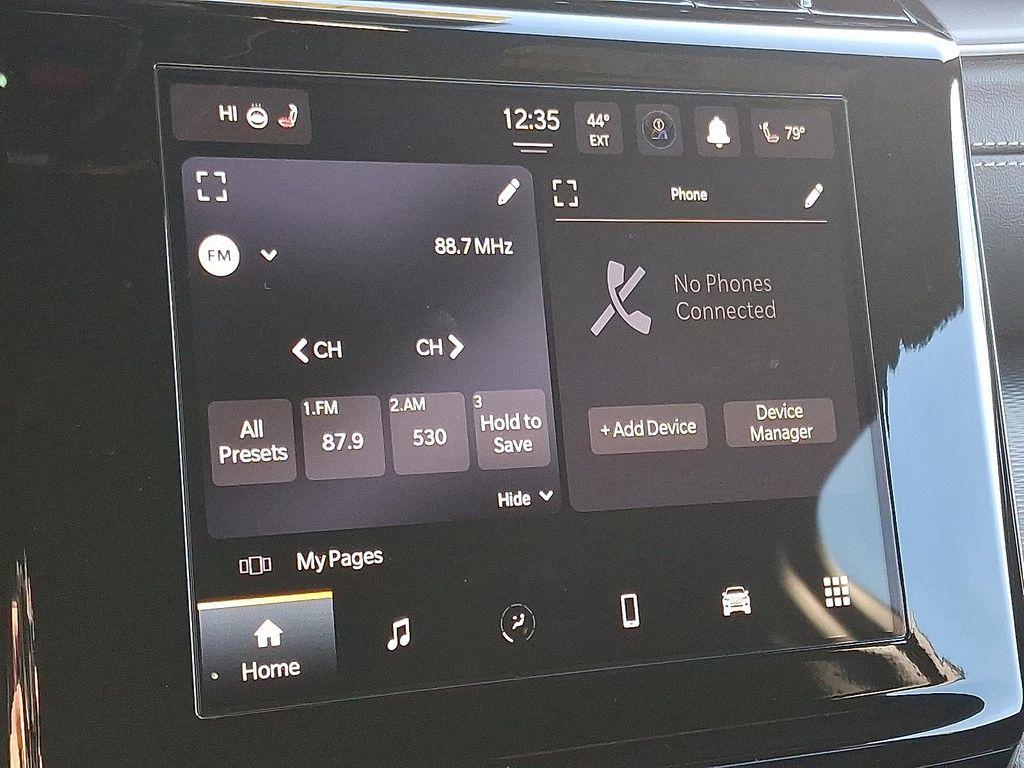 HI
12:35
44°
EXT
79°
FM
88.7 MHz
Phone
No Phones
Connected
CH
CH
All
Presets
1.FM
87.9
2.AM
530
3
Hold to
Save
+ Add Device
Device
Manager
Hide
My Pages
Home